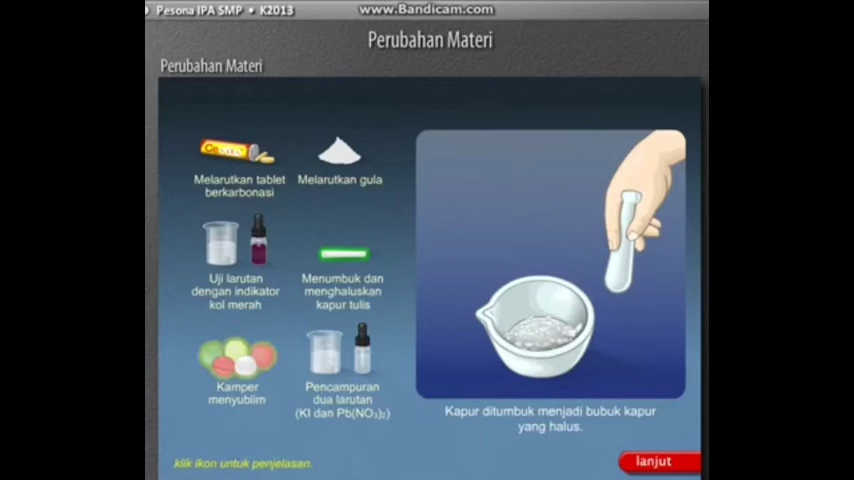 Pesona IPA SMP • K2013
www.Bandicam.com
Perubahan Materi
Perubahan Materi
Melarutkan tablet
berkarbonasi
Melarutkan gula
Uji larutan
dengan indikator
kol merah
Menumbuk dan
menghaluskan
kapur tulis
Kamper
menyublim
Pencampuran
dua larutan
(KI dan Pb(NO₃)₂)
Kapur ditumbuk menjadi bubuk kapur
yang halus.
klik ikon untuk penjelasan.
lanjut